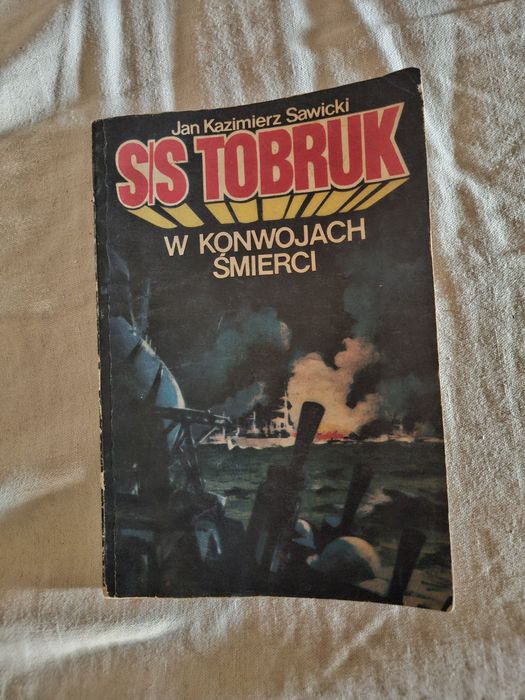 Jan Kazimierz Sawicki
S/S TOBRUK
W KONWOJACH
ŚMIERCI